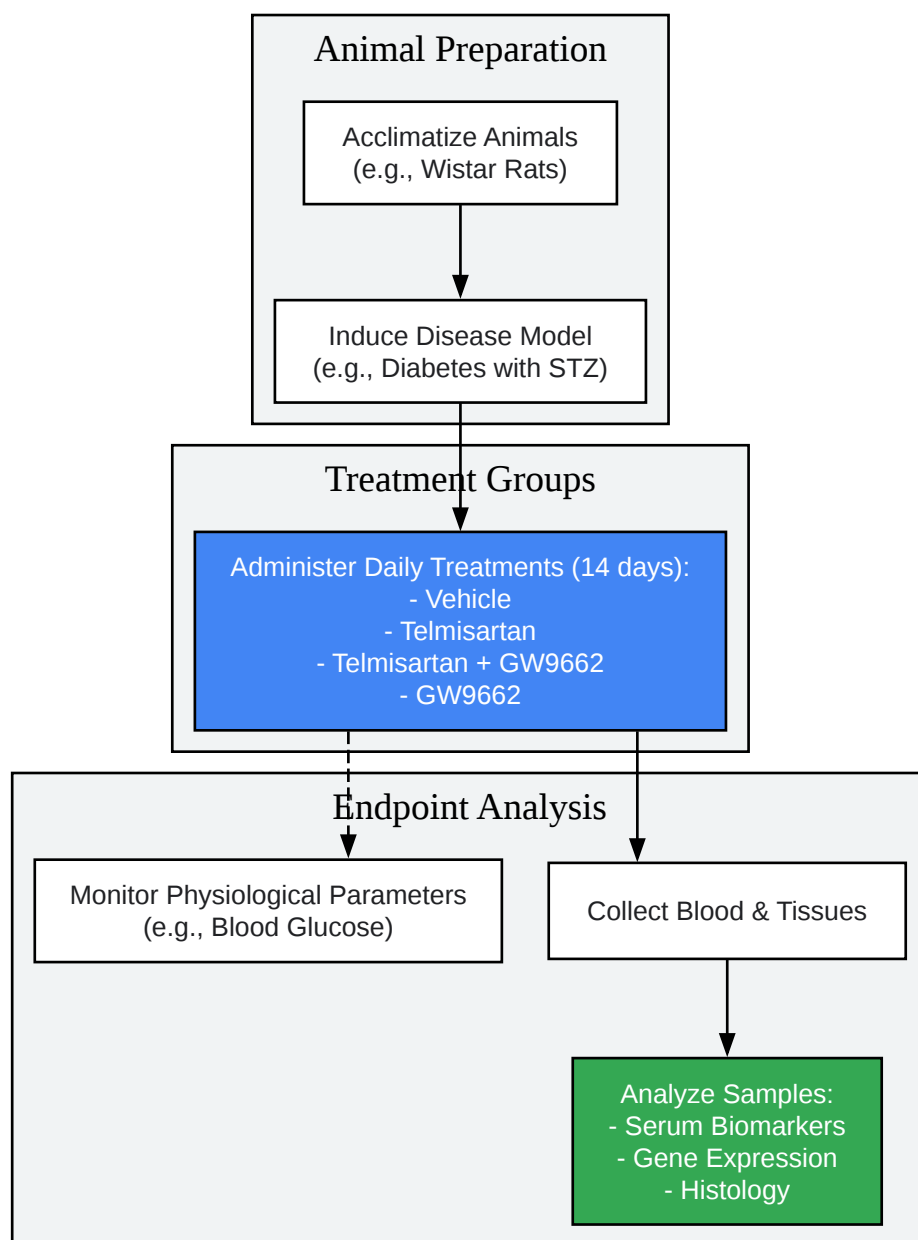 Animal Preparation
Acclimatize Animals
(e.g., Wistar Rats)
Induce Disease Model
(e.g., Diabetes with STZ)
Treatment Groups
Administer Daily Treatments (14 days):
- Vehicle
- Telmisartan
- Telmisartan + GW9662
- GW9662
Endpoint Analysis
Monitor Physiological Parameters
(e.g., Blood Glucose)
Collect Blood & Tissues
Analyze Samples:
- Serum Biomarkers
- Gene Expression
- Histology